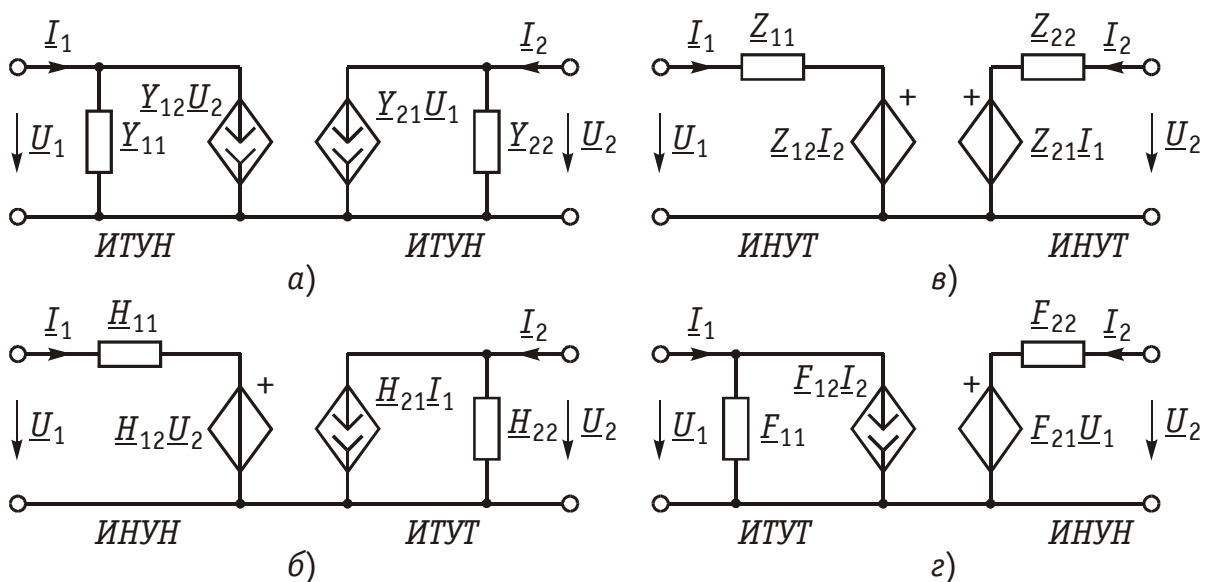 I₁ I₂ I₁ Z₁₁ Z₂₂ I₂
Y₁₂U₂ Y₂₁U₁ + +
U₁ Y₁₁ Y₂₂ U₂ U₁ Z₁₂I₂ Z₂₁I₁ U₂
ИТУН ИТУН ИНУТ ИНУТ
а) в)
I₁ H₁₁ I₂ I₁ F₂₂ I₂
+ H₂₁I₁ F₁₂I₂ +
U₁ H₁₂U₂ H₂₂ U₂ U₁ F₁₁ F₂₁U₁ U₂
ИНУН ИТУТ ИТУТ ИНУН
б) г)